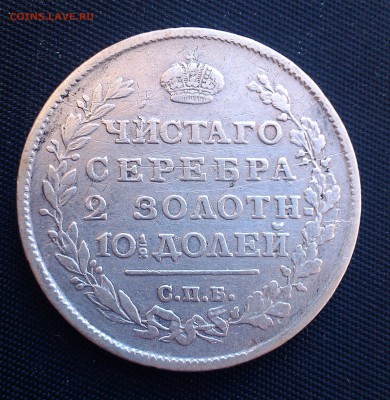 COINS.LAVE.RU
ЧИСТАГО
СЕРЕБРА
2 ЗОЛОТН.
10½ ДОЛЕЙ
С.П.Б.